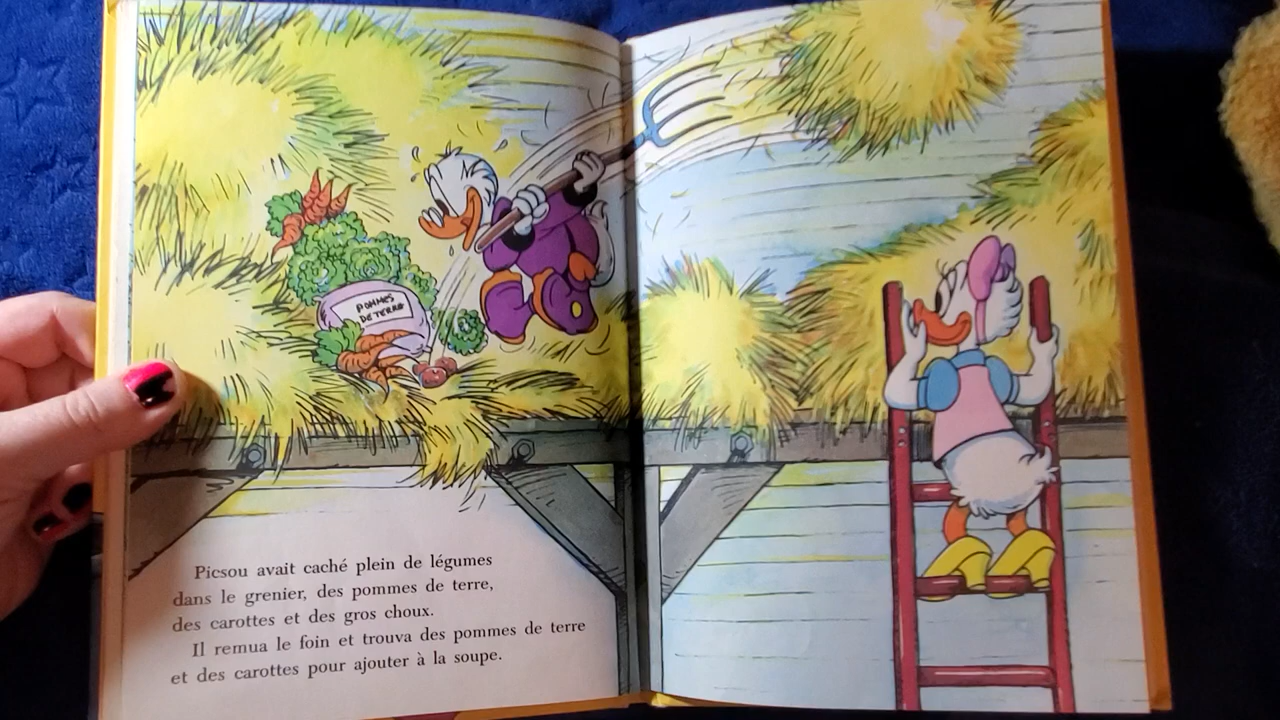 POMMES
DE TERRE
Picsou avait caché plein de légumes
dans le grenier, des pommes de terre,
des carottes et des gros choux.
Il remua le foin et trouva des pommes de terre
et des carottes pour ajouter à la soupe.